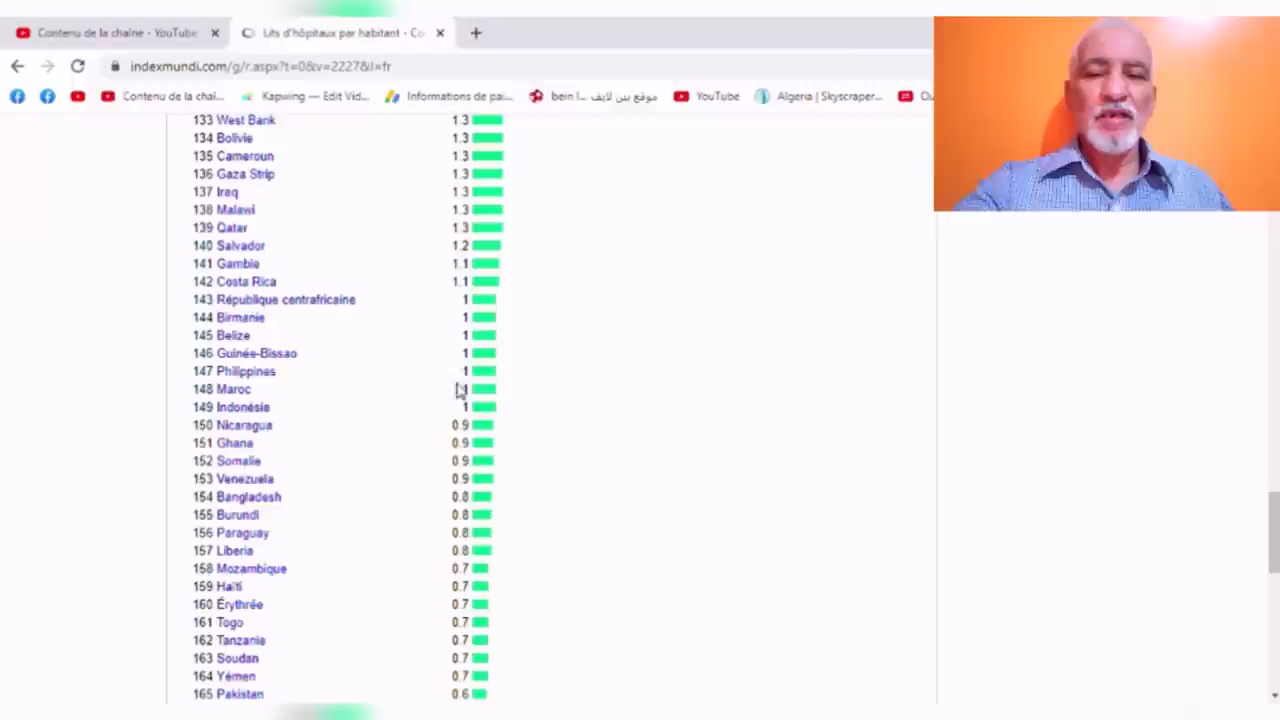 Contenu de la chaîne - YouTube
Lits d'hôpitaux par habitant - Co
indexmundi.com/g/r.aspx?t=0&v=2227&l=fr
Contenu de la chaî...
Kapwing — Edit Vid...
Informations de pai...
موقع بين لايف ...bein l
YouTube
Algeria | Skyscraper...
Ou
133 West Bank 1.3
134 Bolivie 1.3
135 Cameroun 1.3
136 Gaza Strip 1.3
137 Iraq 1.3
138 Malawi 1.3
139 Qatar 1.3
140 Salvador 1.2
141 Gambie 1.1
142 Costa Rica 1.1
143 République centrafricaine 1
144 Birmanie 1
145 Belize 1
146 Guinée-Bissao 1
147 Philippines 1
148 Maroc 1
149 Indonésie 1
150 Nicaragua 0.9
151 Ghana 0.9
152 Somalie 0.9
153 Venezuela 0.9
154 Bangladesh 0.8
155 Burundi 0.8
156 Paraguay 0.8
157 Liberia 0.8
158 Mozambique 0.7
159 Haïti 0.7
160 Érythrée 0.7
161 Togo 0.7
162 Tanzanie 0.7
163 Soudan 0.7
164 Yémen 0.7
165 Pakistan 0.6